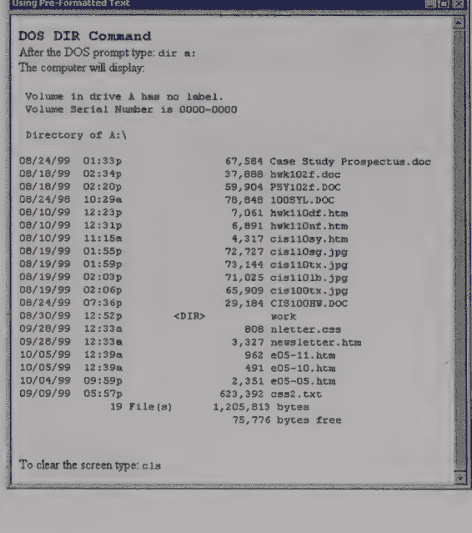 Using Pre-Formatted Text
DOS DIR Command
After the DOS prompt type: dir a:
The computer will display:
Volume in drive A has no label.
Volume Serial Number is 0000-0000
Directory of A:\
08/24/99 01:33p 67,584 Case Study Prospectus.doc
08/18/99 02:34p 37,888 hwk102f.doc
08/18/99 02:20p 59,904 PSY102f.DOC
08/24/98 10:29a 78,848 100SYL.DOC
08/10/99 12:23p 7,061 hwk110df.htm
08/10/99 12:31p 6,891 hwk110nf.htm
08/10/99 11:15a 4,317 cis110sy.htm
08/19/99 01:55p 72,727 cis110sg.jpg
08/19/99 01:59p 73,144 cis110tx.jpg
08/19/99 02:03p 71,025 cis110lb.jpg
08/19/99 02:06p 65,909 cis100tx.jpg
08/24/99 07:36p 29,184 CIS100HW.DOC
08/30/99 12:52p <DIR> work
09/28/99 12:33a 808 nletter.css
09/28/99 12:33a 3,327 newsletter.htm
10/05/99 12:39a 962 e05-11.htm
10/05/99 12:39a 491 e05-10.htm
10/04/99 09:59p 2,351 e05-05.htm
09/09/99 05:57p 623,392 css2.txt
19 File(s) 1,205,813 bytes
75,776 bytes free
To clear the screen type: cls